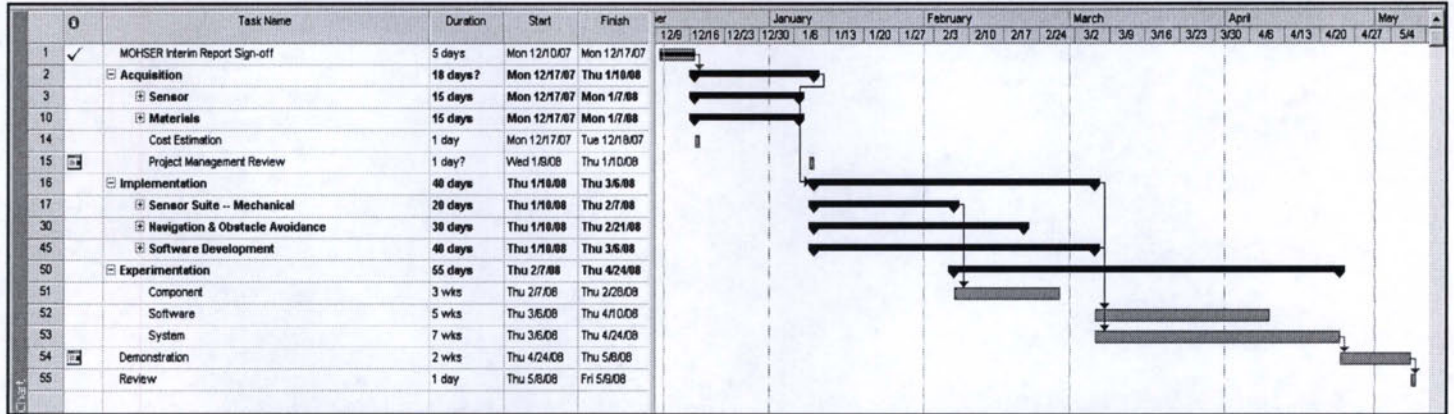 Task Name Duration Start Finish er January February March April May
12/9 12/16 12/23 12/30 1/6 1/13 1/20 1/27 2/3 2/10 2/17 2/24 3/2 3/9 3/16 3/23 3/30 4/6 4/13 4/20 4/27 5/4
1 MOHSER Interim Report Sign-off 5 days Mon 12/10/07 Mon 12/17/07
2 Acquisition 18 days? Mon 12/17/07 Thu 1/10/08
3 Sensor 15 days Mon 12/17/07 Mon 1/7/08
10 Materials 15 days Mon 12/17/07 Mon 1/7/08
14 Cost Estimation 1 day Mon 12/17/07 Tue 12/18/07
15 Project Management Review 1 day? Wed 1/9/08 Thu 1/10/08
16 Implementation 40 days Thu 1/10/08 Thu 3/6/08
17 Sensor Suite -- Mechanical 20 days Thu 1/10/08 Thu 2/7/08
30 Navigation & Obstacle Avoidance 30 days Thu 1/10/08 Thu 2/21/08
45 Software Development 40 days Thu 1/10/08 Thu 3/6/08
50 Experimentation 55 days Thu 2/7/08 Thu 4/24/08
51 Component 3 wks Thu 2/7/08 Thu 2/28/08
52 Software 5 wks Thu 3/6/08 Thu 4/10/08
53 System 7 wks Thu 3/6/08 Thu 4/24/08
54 Demonstration 2 wks Thu 4/24/08 Thu 5/8/08
55 Review 1 day Thu 5/8/08 Fri 5/9/08
Chart